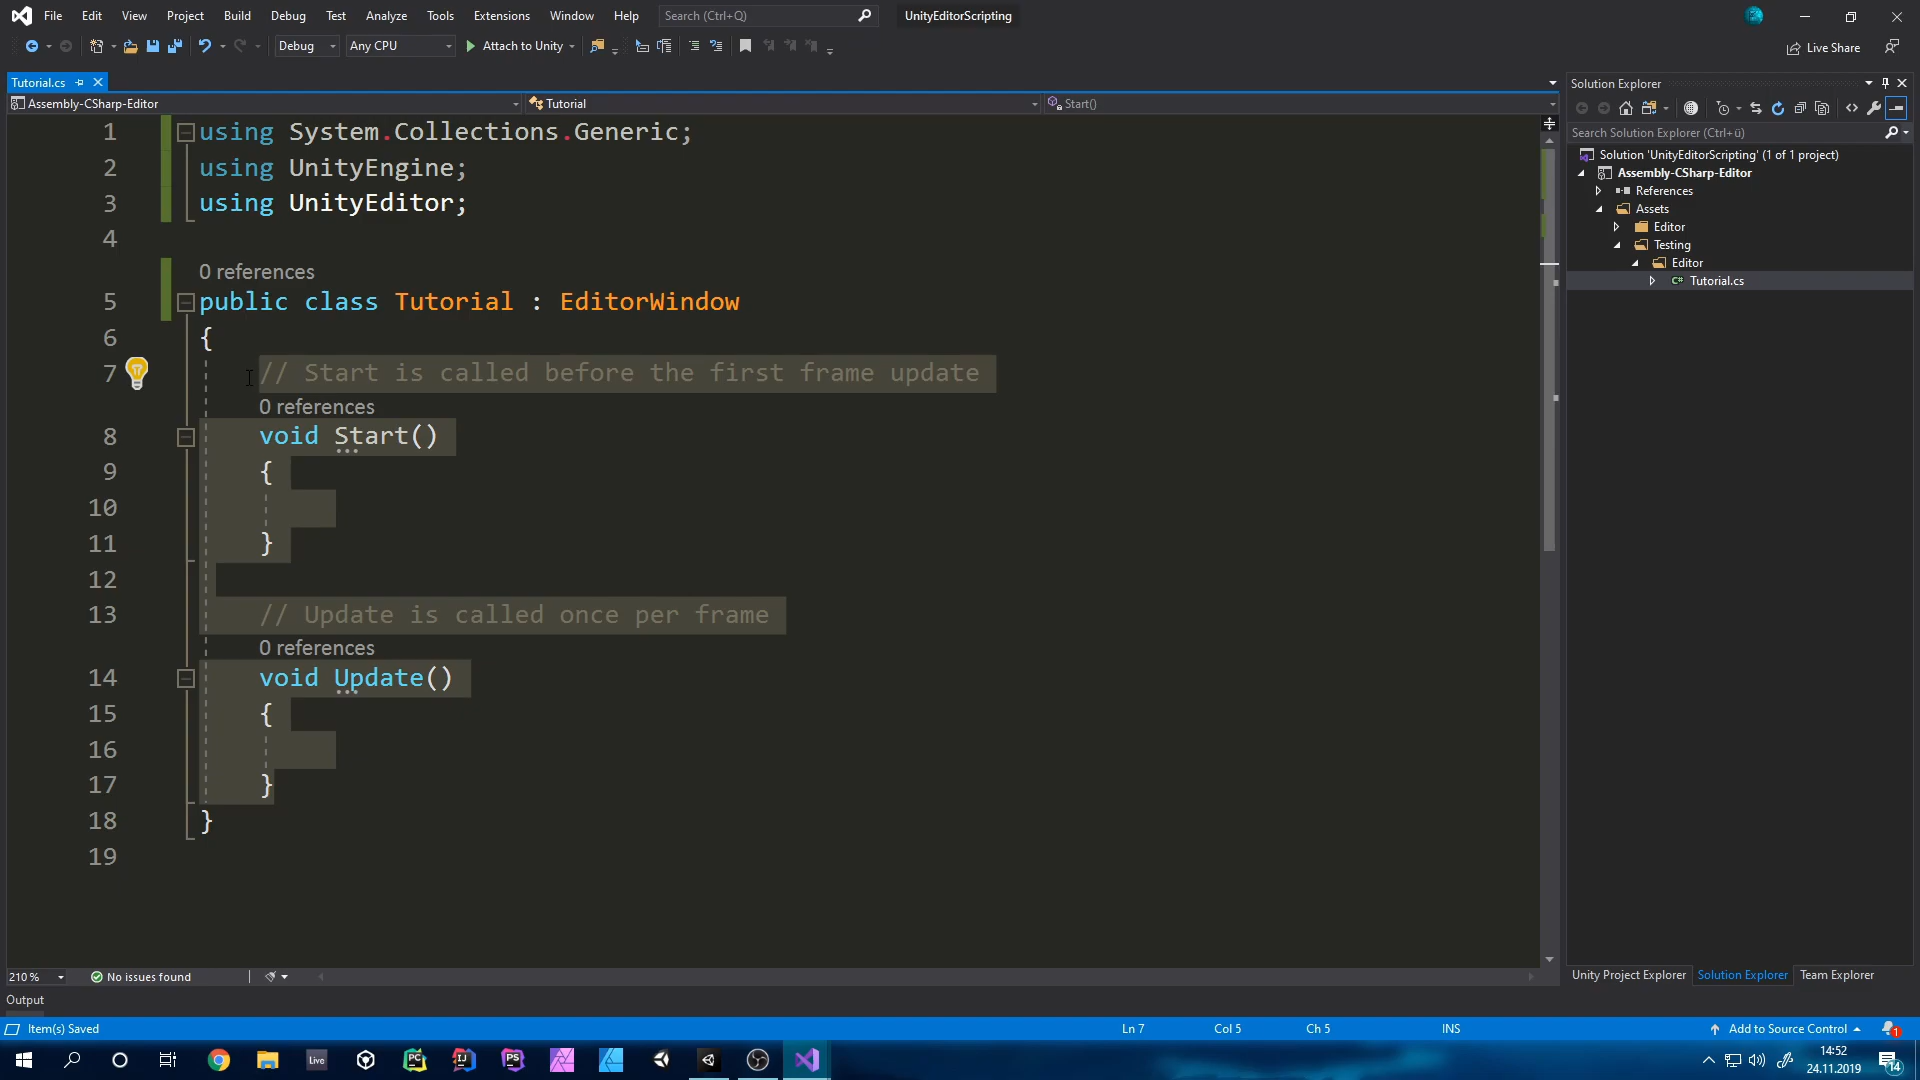 File Edit View Project Build Debug Test Analyze Tools Extensions Window Help Search (Ctrl+Q) UnityEditorScripting
Debug Any CPU Attach to Unity Live Share
Tutorial.cs
Assembly-CSharp-Editor Tutorial Start()
1 using System.Collections.Generic;
2 using UnityEngine;
3 using UnityEditor;
4
0 references
5 public class Tutorial : EditorWindow
6 {
7 // Start is called before the first frame update
0 references
8 void Start()
9 {
10
11 }
12
13 // Update is called once per frame
0 references
14 void Update()
15 {
16
17 }
18 }
19
210 % No issues found
Output
Item(s) Saved Ln 7 Col 5 Ch 5 INS Add to Source Control 1
Solution Explorer
Search Solution Explorer (Ctrl+ü)
Solution 'UnityEditorScripting' (1 of 1 project)
Assembly-CSharp-Editor
References
Assets
Editor
Testing
Editor
C# Tutorial.cs
Unity Project Explorer Solution Explorer Team Explorer
Live PC IJ PS
14:52
24.11.2019
14